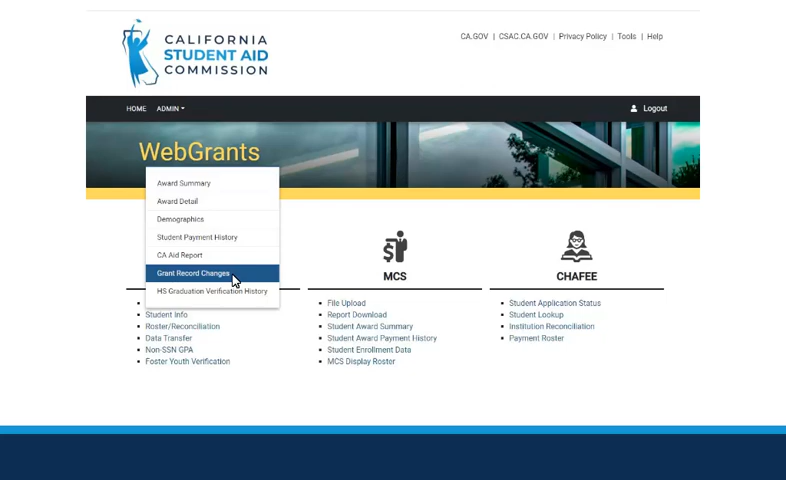 CALIFORNIA
STUDENT AID
COMMISSION
CA.GOV | CSAC.CA.GOV | Privacy Policy | Tools | Help
HOME ADMIN Logout
WebGrants
Award Summary
Award Detail
Demographics
Student Payment History
CA Aid Report
Grant Record Changes
HS Graduation Verification History
MCS CHAFEE
Student Info
Roster/Reconciliation
Data Transfer
Non-SSN GPA
Foster Youth Verification
File Upload
Report Download
Student Award Summary
Student Award Payment History
Student Enrollment Data
MCS Display Roster
Student Application Status
Student Lookup
Institution Reconciliation
Payment Roster